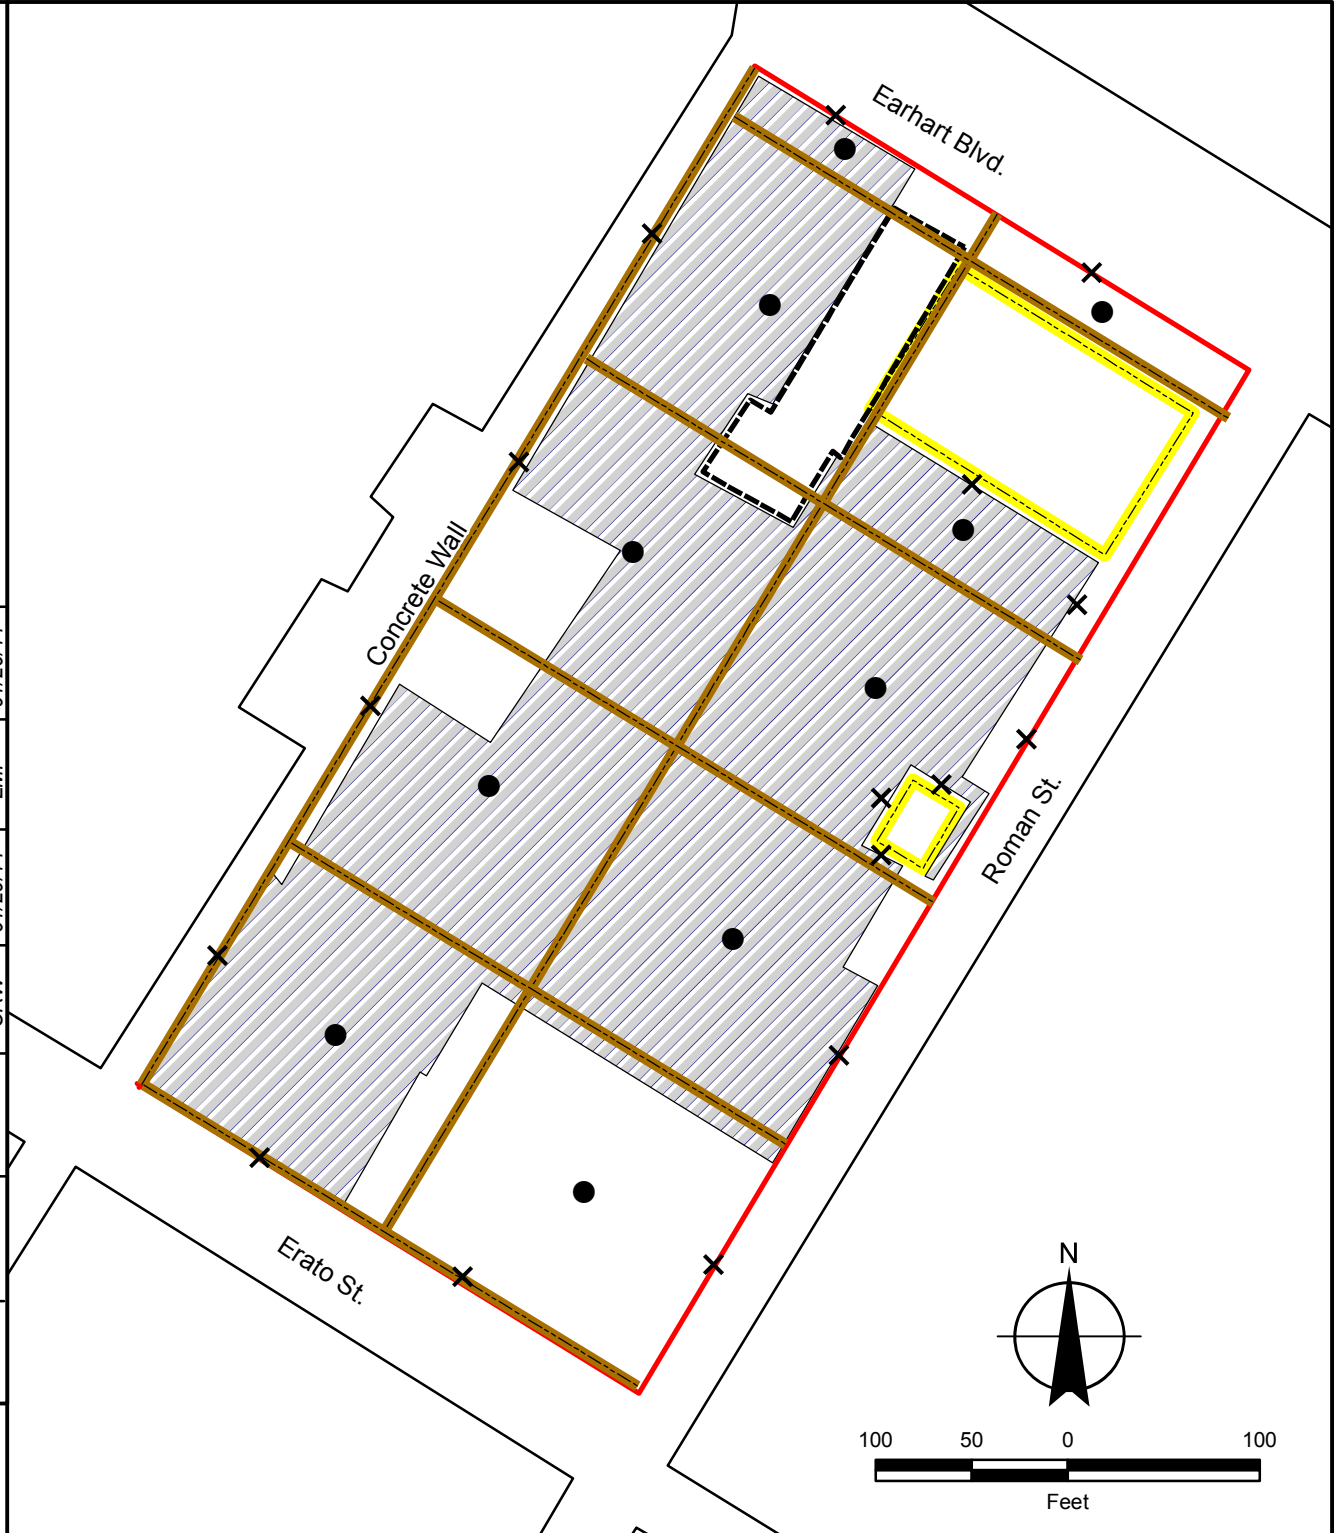 Earhart Blvd.
Concrete Wall
Roman St.
Erato St.
N
100 50 0 100
Feet